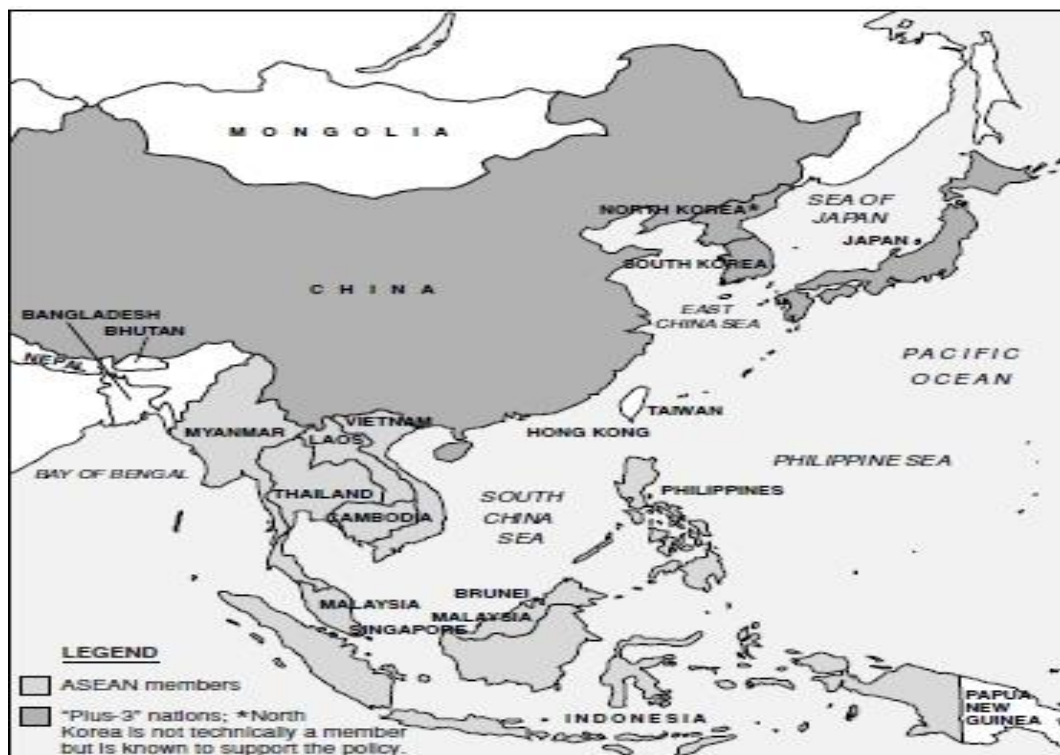 MONGOLIA
NORTH KOREA*
SEA OF
JAPAN
JAPAN
SOUTH KOREA
CHINA
EAST
CHINA SEA
BANGLADESH
BHUTAN
NEPAL
PACIFIC
OCEAN
TAIWAN
VIETNAM
MYANMAR
LAOS
HONG KONG
BAY OF BENGAL
PHILIPPINE SEA
THAILAND
SOUTH
CHINA
SEA
PHILIPPINES
CAMBODIA
BRUNEI
MALAYSIA
MALAYSIA
SINGAPORE
LEGEND
ASEAN members
"Plus-3" nations; *North
Korea is not technically a member
but is known to support the policy.
INDONESIA
PAPUA
NEW
GUINEA